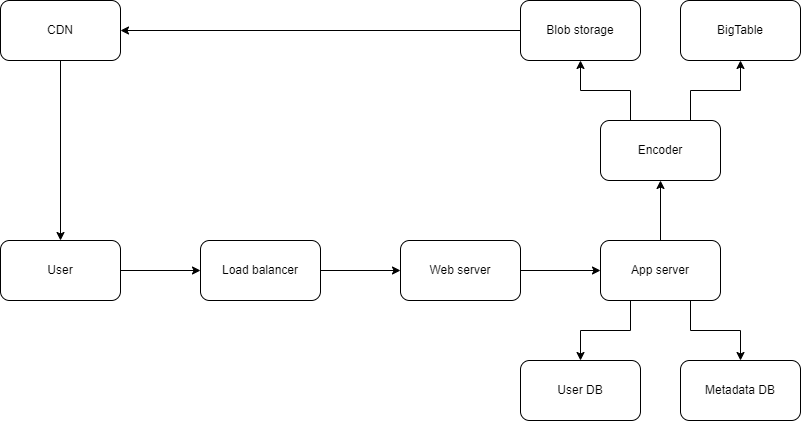 CDN
Blob storage
BigTable
Encoder
User
Load balancer
Web server
App server
User DB
Metadata DB